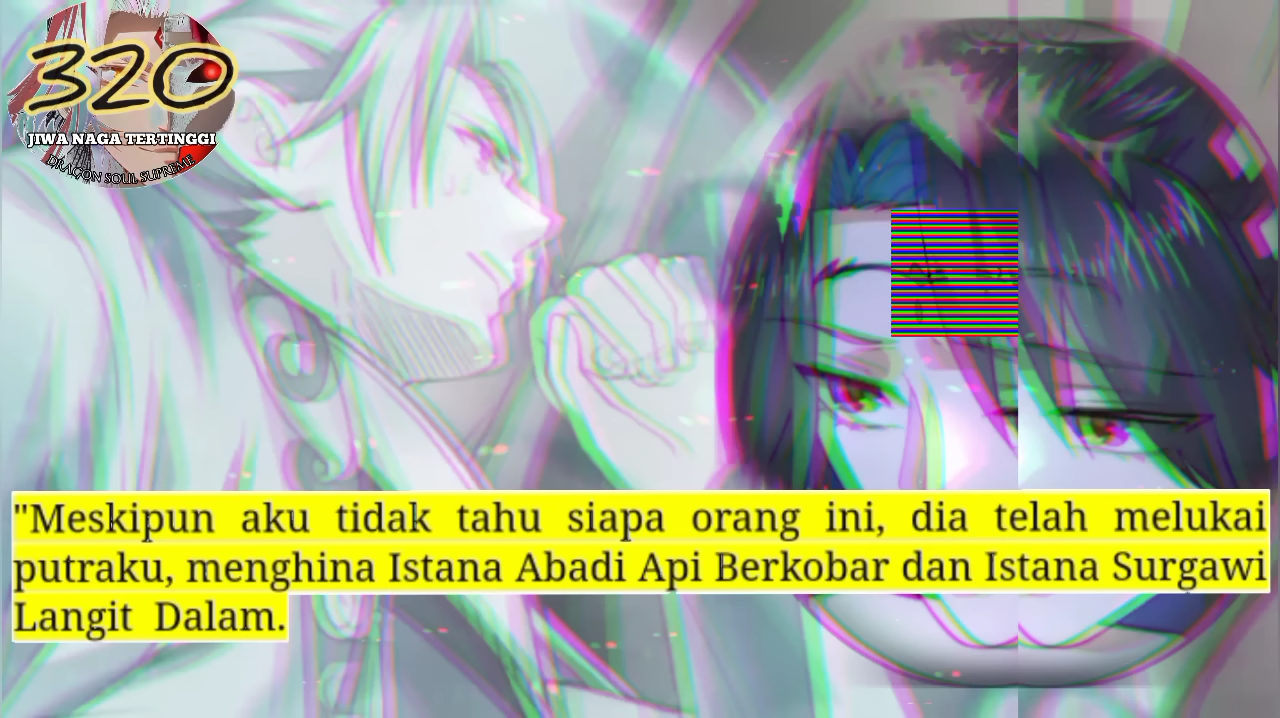 320
JIWA NAGA TERTINGGI
DRAGON SOUL SUPREME
"Meskipun aku tidak tahu siapa orang ini, dia telah melukai
putraku, menghina Istana Abadi Api Berkobar dan Istana Surgawi
Langit Dalam.